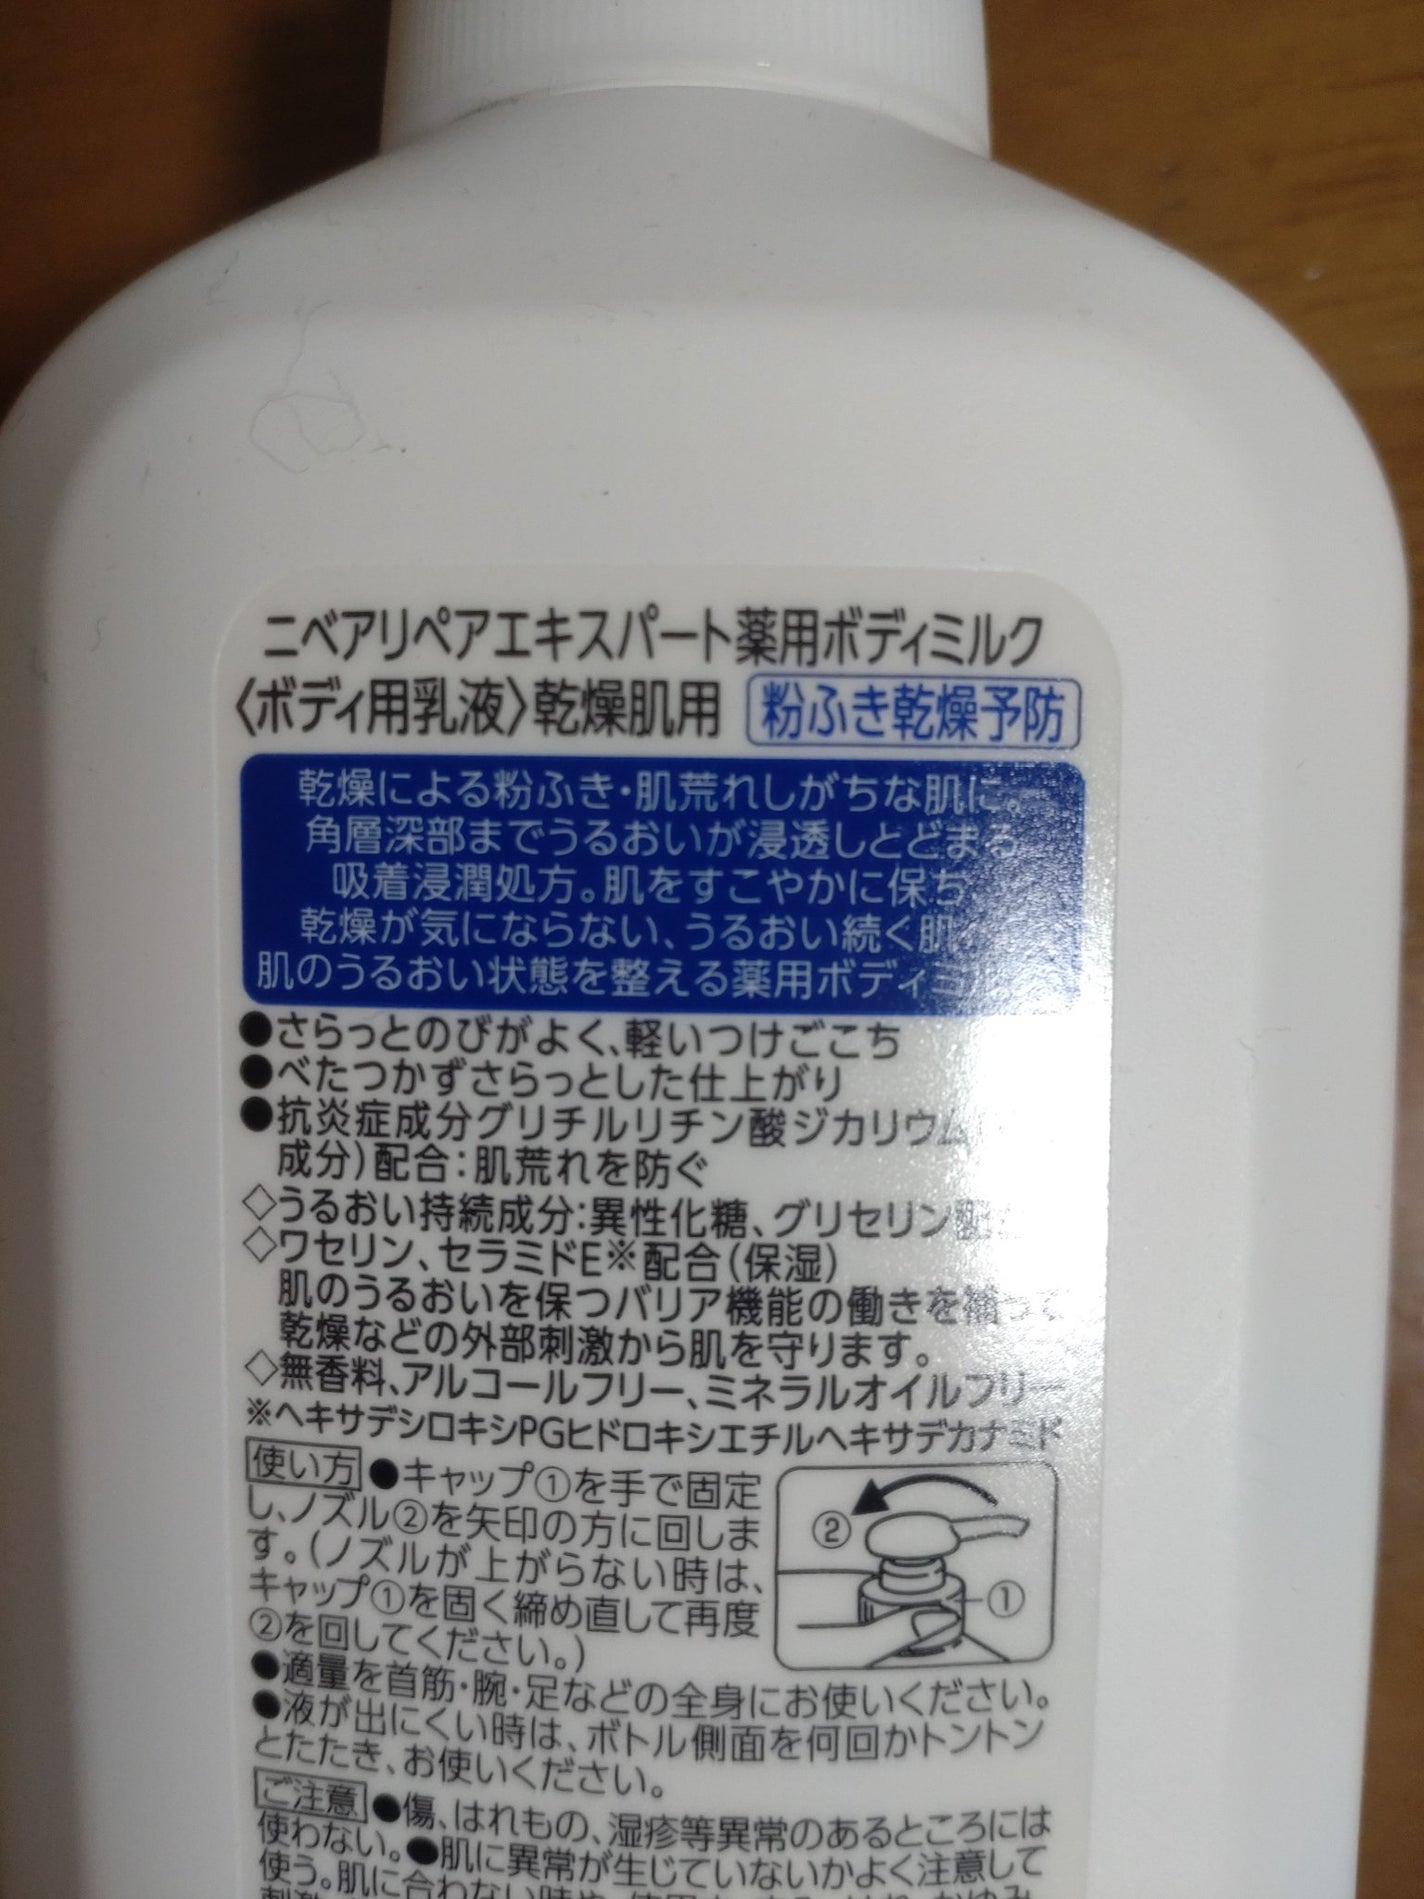 ニベアリペアエキスパート薬用ボディミルク
〈ボディ用乳液〉乾燥肌用 粉ふき乾燥予防
乾燥による粉ふき・肌荒れしがちな肌に。
角層深部までうるおいが浸透しとどまる
吸着浸潤処方。肌をすこやかに保ち
乾燥が気にならない、うるおい続く肌
肌のうるおい状態を整える薬用ボディミル
●さらっとのびがよく、軽いつけごこち
●べたつかずさらっとした仕上がり
●抗炎症成分グリチルリチン酸ジカリウム
成分)配合:肌荒れを防ぐ
◇うるおい持続成分:異性化糖、グリセリン配
◇ワセリン、セラミドE※配合(保湿)
肌のうるおいを保つバリア機能の働きを補
乾燥などの外部刺激から肌を守ります。
◇無香料、アルコールフリー、ミネラルオイルフリー
※ヘキサデシロキシPGヒドロキシエチルヘキサデカナミド
使い方 ●キャップ①を手で固定
し、ノズル②を矢印の方に回しま
す。(ノズルが上がらない時は、
キャップ①を固く締め直して再度
②を回してください。)
②
①
●適量を首筋・腕・足などの全身にお使いください。
●液が出にくい時は、ボトル側面を何回かトントン
とたたき、お使いください。
ご注意 ●傷、はれもの、湿疹等異常のあるところには
使わない。●肌に異常が生じていないかよく注意して
使う。肌に合わない時や